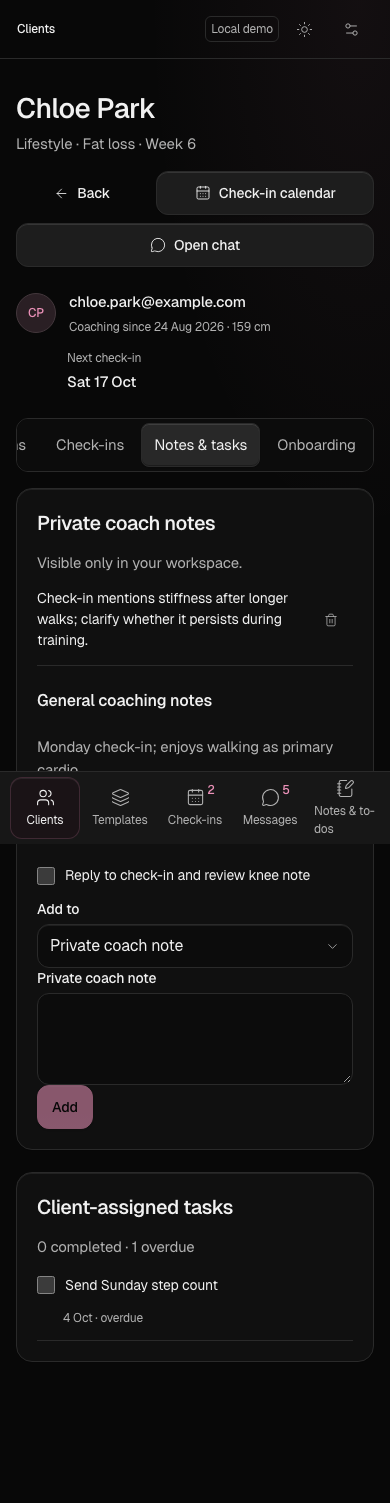 Clients
Local demo
Chloe Park
Lifestyle · Fat loss · Week 6
Back
Check-in calendar
Open chat
CP
chloe.park@example.com
Coaching since 24 Aug 2026 · 159 cm
Next check-in
Sat 17 Oct
Check-ins
Notes & tasks
Onboarding
Private coach notes
Visible only in your workspace.
Check-in mentions stiffness after longer
walks; clarify whether it persists during
training.
General coaching notes
Monday check-in; enjoys walking as primary
cardio.
Clients
Templates
2
Check-ins
5
Messages
Notes & to-
dos
Reply to check-in and review knee note
Add to
Private coach note
Private coach note
Add
Client-assigned tasks
0 completed · 1 overdue
Send Sunday step count
4 Oct · overdue